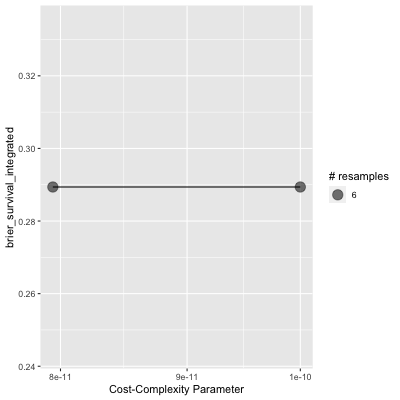 brier_survival_integrated
0.32
0.30
0.28
0.26
0.24
8e-11
9e-11
1e-10
Cost-Complexity Parameter
# resamples
6